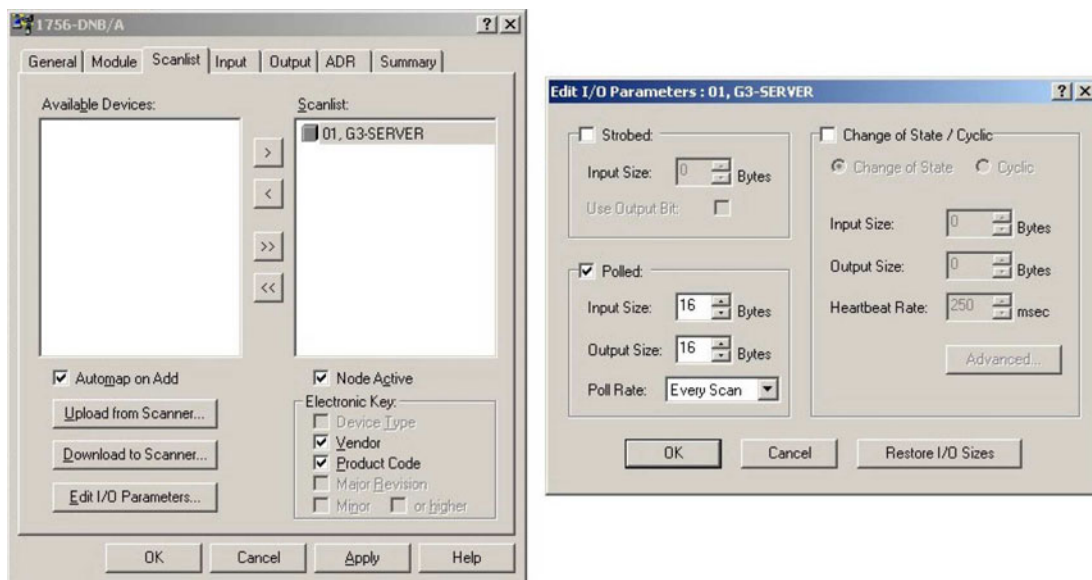 1756-DNB/A
General Module Scanlist Input Output ADR Summary
Available Devices:
Scanlist:
01, G3-SERVER
>
<
>>
<<
Automap on Add
Upload from Scanner...
Download to Scanner...
Edit I/O Parameters...
Node Active
Electronic Key:
Device Type
Vendor
Product Code
Major Revision
Minor or higher
OK Cancel Apply Help
Edit I/O Parameters : 01, G3-SERVER
Strobed:
Input Size: 0 Bytes
Use Output Bit:
Polled:
Input Size: 16 Bytes
Output Size: 16 Bytes
Poll Rate: Every Scan
Change of State / Cyclic
Change of State Cyclic
Input Size: 0 Bytes
Output Size: 0 Bytes
Heartbeat Rate: 250 msec
Advanced...
OK Cancel Restore I/O Sizes